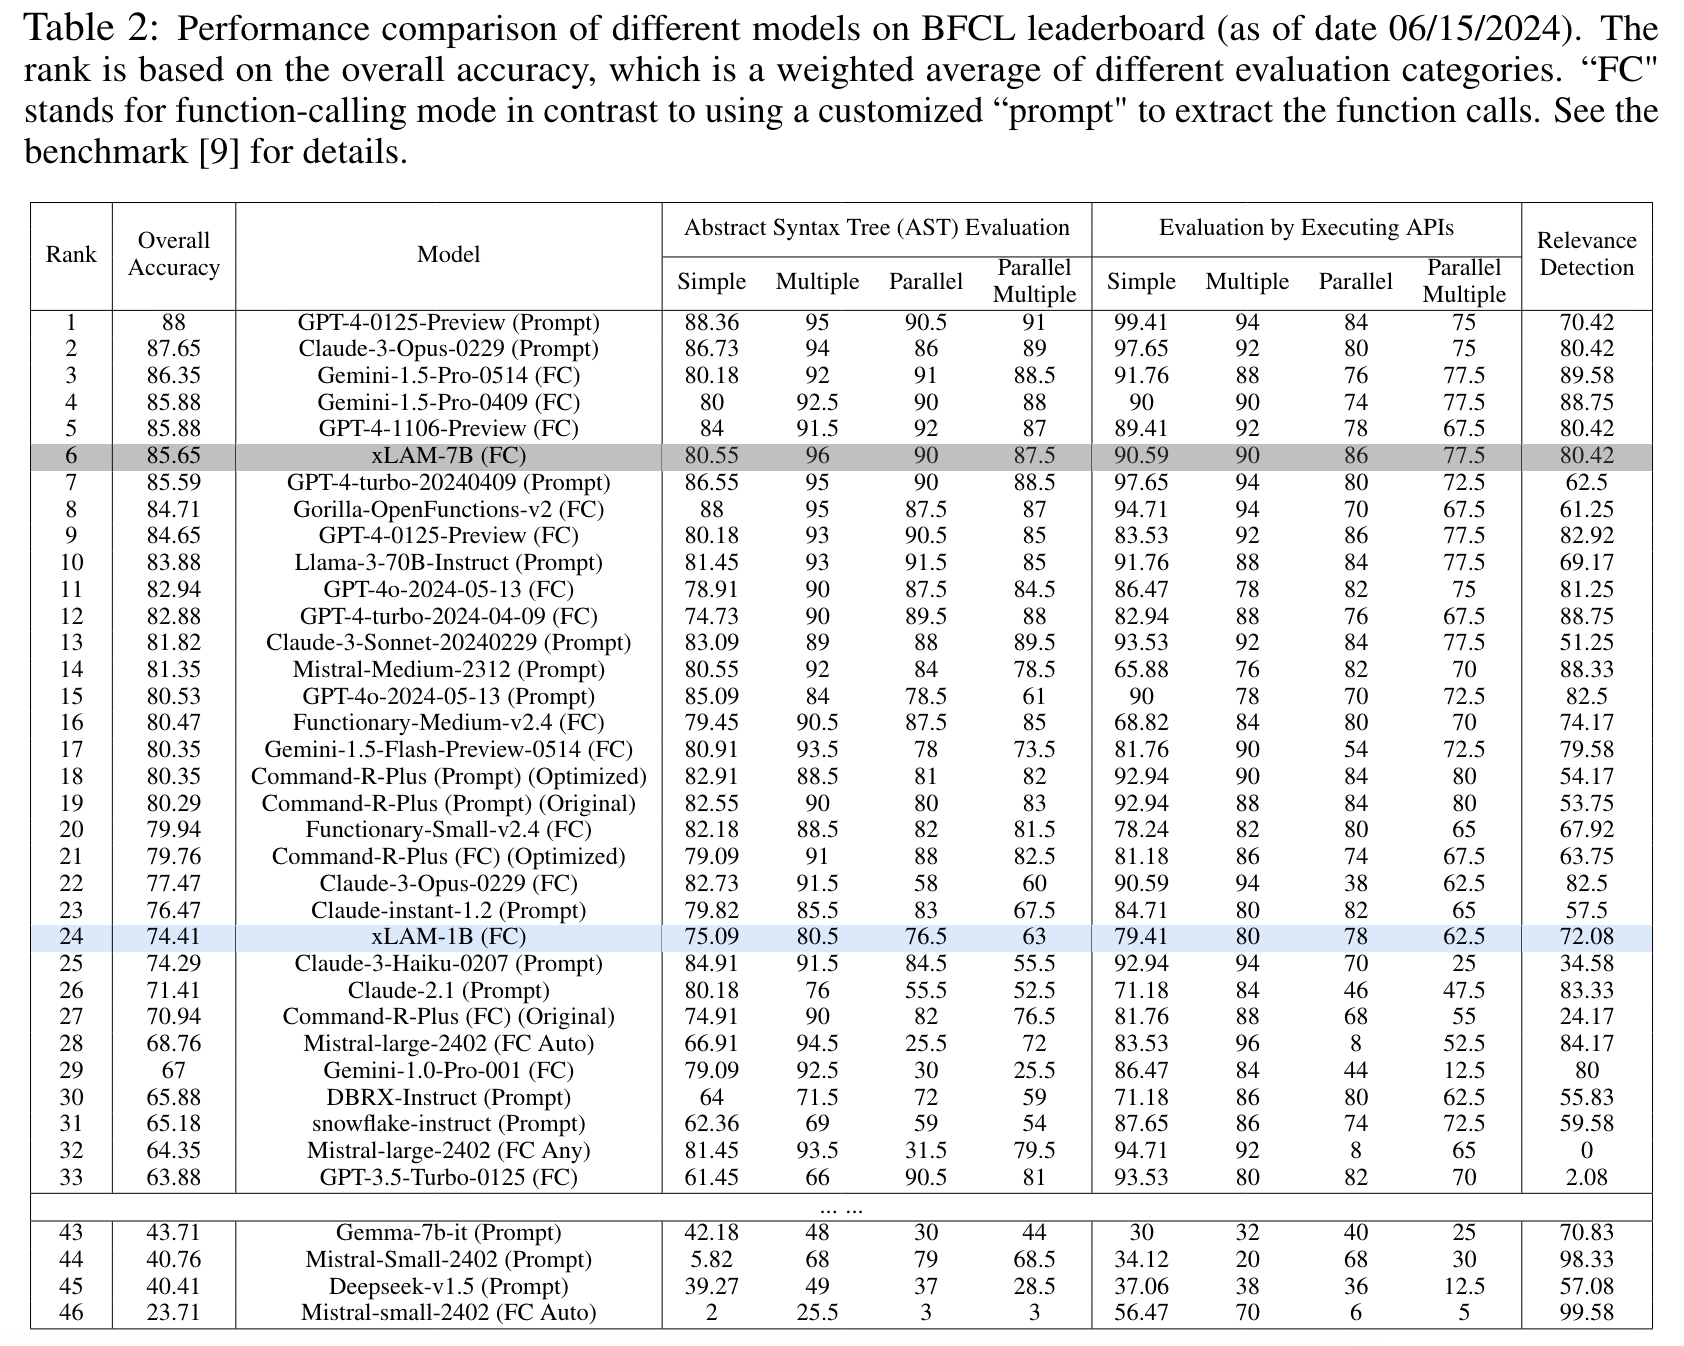 Table 2: Performance comparison of different models on BFCL leaderboard (as of date 06/15/2024). The
rank is based on the overall accuracy, which is a weighted average of different evaluation categories. “FC"
stands for function-calling mode in contrast to using a customized “prompt" to extract the function calls. See the
benchmark [9] for details.
Rank Overall Accuracy Model Abstract Syntax Tree (AST) Evaluation Evaluation by Executing APIs Relevance Detection
Simple Multiple Parallel Parallel Multiple Simple Multiple Parallel Parallel Multiple
1 88 GPT-4-0125-Preview (Prompt) 88.36 95 90.5 91 99.41 94 84 75 70.42
2 87.65 Claude-3-Opus-0229 (Prompt) 86.73 94 86 89 97.65 92 80 75 80.42
3 86.35 Gemini-1.5-Pro-0514 (FC) 80.18 92 91 88.5 91.76 88 76 77.5 89.58
4 85.88 Gemini-1.5-Pro-0409 (FC) 80 92.5 90 88 90 90 74 77.5 88.75
5 85.88 GPT-4-1106-Preview (FC) 84 91.5 92 87 89.41 92 78 67.5 80.42
6 85.65 xLAM-7B (FC) 80.55 96 90 87.5 90.59 90 86 77.5 80.42
7 85.59 GPT-4-turbo-20240409 (Prompt) 86.55 95 90 88.5 97.65 94 80 72.5 62.5
8 84.71 Gorilla-OpenFunctions-v2 (FC) 88 95 87.5 87 94.71 94 70 67.5 61.25
9 84.65 GPT-4-0125-Preview (FC) 80.18 93 90.5 85 83.53 92 86 77.5 82.92
10 83.88 Llama-3-70B-Instruct (Prompt) 81.45 93 91.5 85 91.76 88 84 77.5 69.17
11 82.94 GPT-4o-2024-05-13 (FC) 78.91 90 87.5 84.5 86.47 78 82 75 81.25
12 82.88 GPT-4-turbo-2024-04-09 (FC) 74.73 90 89.5 88 82.94 88 76 67.5 88.75
13 81.82 Claude-3-Sonnet-20240229 (Prompt) 83.09 89 88 89.5 93.53 92 84 77.5 51.25
14 81.35 Mistral-Medium-2312 (Prompt) 80.55 92 84 78.5 65.88 76 82 70 88.33
15 80.53 GPT-4o-2024-05-13 (Prompt) 85.09 84 78.5 61 90 78 70 72.5 82.5
16 80.47 Functionary-Medium-v2.4 (FC) 79.45 90.5 87.5 85 68.82 84 80 70 74.17
17 80.35 Gemini-1.5-Flash-Preview-0514 (FC) 80.91 93.5 78 73.5 81.76 90 54 72.5 79.58
18 80.35 Command-R-Plus (Prompt) (Optimized) 82.91 88.5 81 82 92.94 90 84 80 54.17
19 80.29 Command-R-Plus (Prompt) (Original) 82.55 90 80 83 92.94 88 84 80 53.75
20 79.94 Functionary-Small-v2.4 (FC) 82.18 88.5 82 81.5 78.24 82 80 65 67.92
21 79.76 Command-R-Plus (FC) (Optimized) 79.09 91 88 82.5 81.18 86 74 67.5 63.75
22 77.47 Claude-3-Opus-0229 (FC) 82.73 91.5 58 60 90.59 94 38 62.5 82.5
23 76.47 Claude-instant-1.2 (Prompt) 79.82 85.5 83 67.5 84.71 80 82 65 57.5
24 74.41 xLAM-1B (FC) 75.09 80.5 76.5 63 79.41 80 78 62.5 72.08
25 74.29 Claude-3-Haiku-0207 (Prompt) 84.91 91.5 84.5 55.5 92.94 94 70 25 34.58
26 71.41 Claude-2.1 (Prompt) 80.18 76 55.5 52.5 71.18 84 46 47.5 83.33
27 70.94 Command-R-Plus (FC) (Original) 74.91 90 82 76.5 81.76 88 68 55 24.17
28 68.76 Mistral-large-2402 (FC Auto) 66.91 94.5 25.5 72 83.53 96 8 52.5 84.17
29 67 Gemini-1.0-Pro-001 (FC) 79.09 92.5 30 25.5 86.47 84 44 12.5 80
30 65.88 DBRX-Instruct (Prompt) 64 71.5 72 59 71.18 86 80 62.5 55.83
31 65.18 snowflake-instruct (Prompt) 62.36 69 59 54 87.65 86 74 72.5 59.58
32 64.35 Mistral-large-2402 (FC Any) 81.45 93.5 31.5 79.5 94.71 92 8 65 0
33 63.88 GPT-3.5-Turbo-0125 (FC) 61.45 66 90.5 81 93.53 80 82 70 2.08
... ...
43 43.71 Gemma-7b-it (Prompt) 42.18 48 30 44 30 32 40 25 70.83
44 40.76 Mistral-Small-2402 (Prompt) 5.82 68 79 68.5 34.12 20 68 30 98.33
45 40.41 Deepseek-v1.5 (Prompt) 39.27 49 37 28.5 37.06 38 36 12.5 57.08
46 23.71 Mistral-small-2402 (FC Auto) 2 25.5 3 3 56.47 70 6 5 99.58